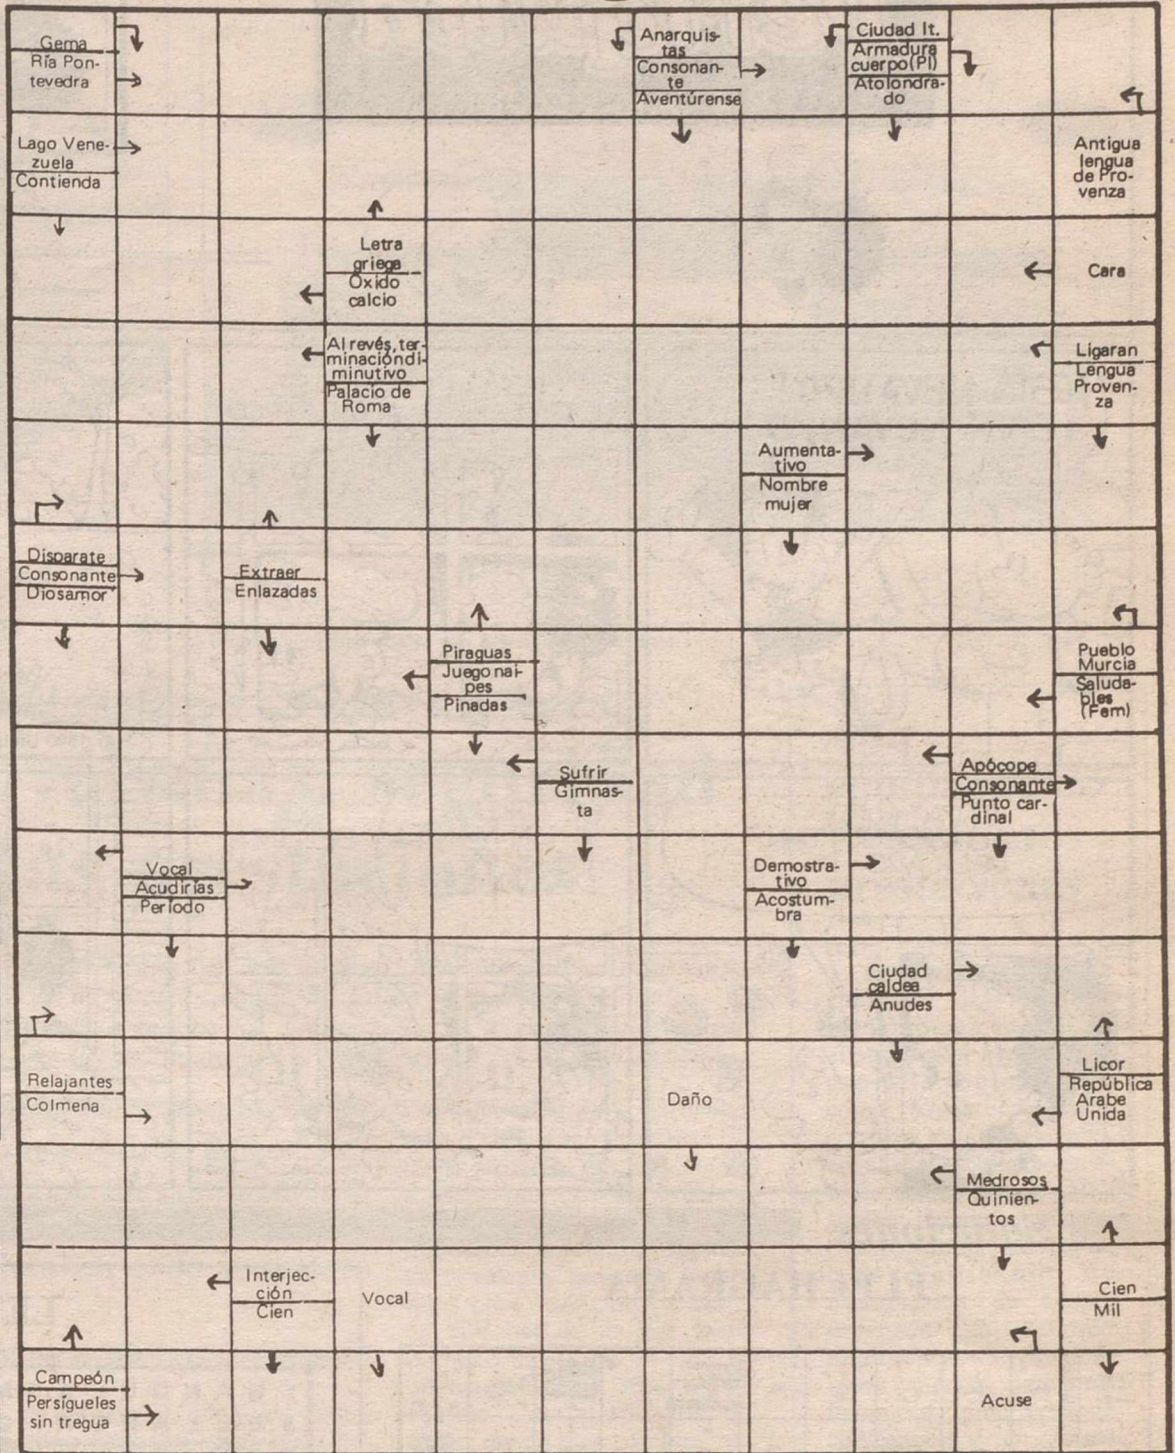 Gema
Ría Pon-
tevedra
Anarquis-
tas
Consonan-
te
Aventúrense
Ciudad It.
Armadura
cuerpo(Pl)
Atolondra-
do
Lago Vene-
zuela
Contienda
Antigua
lengua
de Pro-
venza
Letra
griega
Oxido
calcio
Cara
Al revés, ter-
minación di-
minutivo
Palacio de
Roma
Ligaran
Lengua
Proven-
za
Aumenta-
tivo
Nombre
mujer
Disparate
Consonante
Diosamor
Extraer
Enlazadas
Piraguas
Juego nai-
pes
Pinadas
Pueblo
Murcia
Saluda-
bles
(Fem)
Sufrir
Gimnas-
ta
Apócope
Consonante
Punto car-
dinal
Vocal
Acudirías
Período
Demostra-
tivo
Acostum-
bra
Ciudad
caldea
Anudes
Relajantes
Colmena
Daño
Licor
República
Arabe
Unida
Medrosos
Quinien-
tos
Interjec-
ción
Cien
Vocal
Cien
Mil
Campeón
Persígueles
sin tregua
Acuse